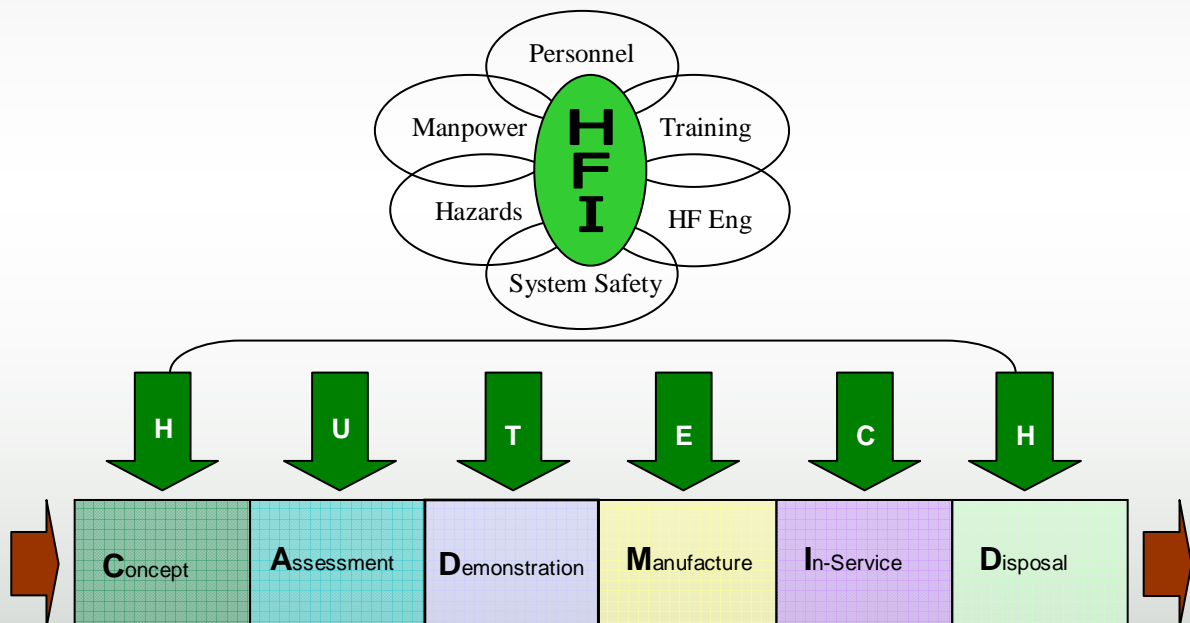 Personnel
Manpower
Training
H
F
I
Hazards
HF Eng
System Safety
H U T E C H
Concept Assessment Demonstration Manufacture In-Service Disposal